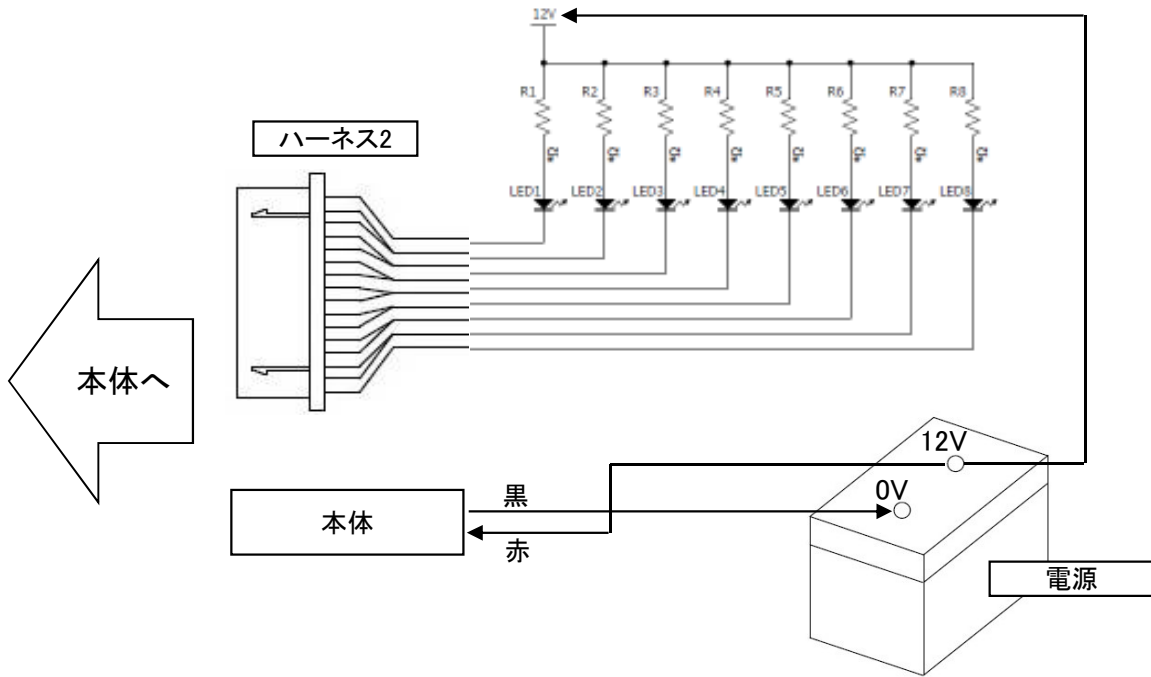 12V
R1 R2 R3 R4 R5 R6 R7 R8
*Ω *Ω *Ω *Ω *Ω *Ω *Ω *Ω
ハーネス2
LED1 LED2 LED3 LED4 LED5 LED6 LED7 LED8
本体へ
12V
0V
黒
本体
赤
電源